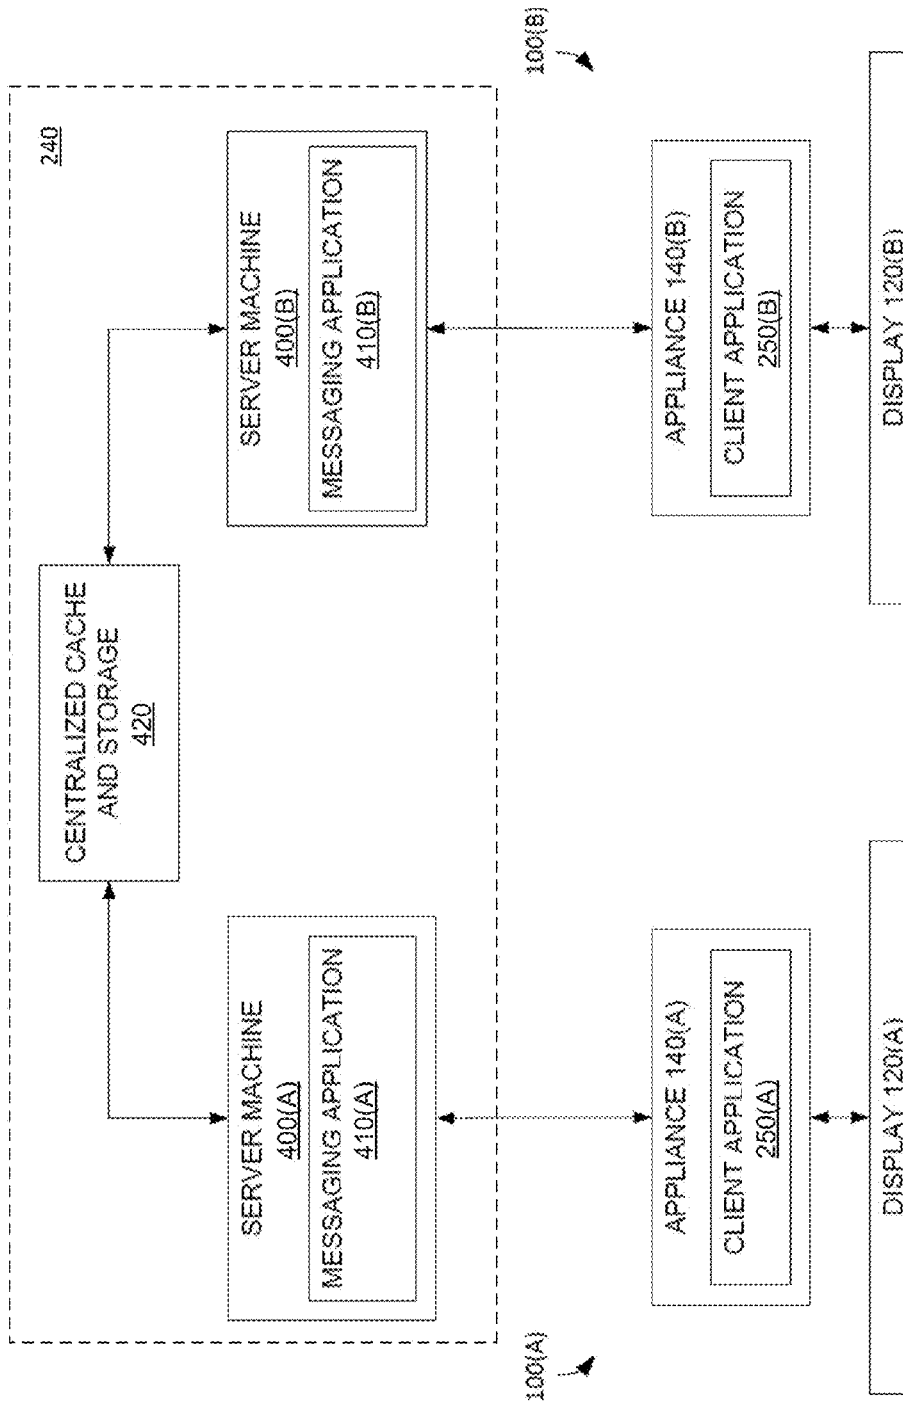 240
CENTRALIZED CACHE
AND STORAGE
420
SERVER MACHINE
400(A)
MESSAGING APPLICATION
410(A)
SERVER MACHINE
400(B)
MESSAGING APPLICATION
410(B)
100(A)
100(B)
APPLIANCE 140(A)
CLIENT APPLICATION
250(A)
APPLIANCE 140(B)
CLIENT APPLICATION
250(B)
DISPLAY 120(A)
DISPLAY 120(B)